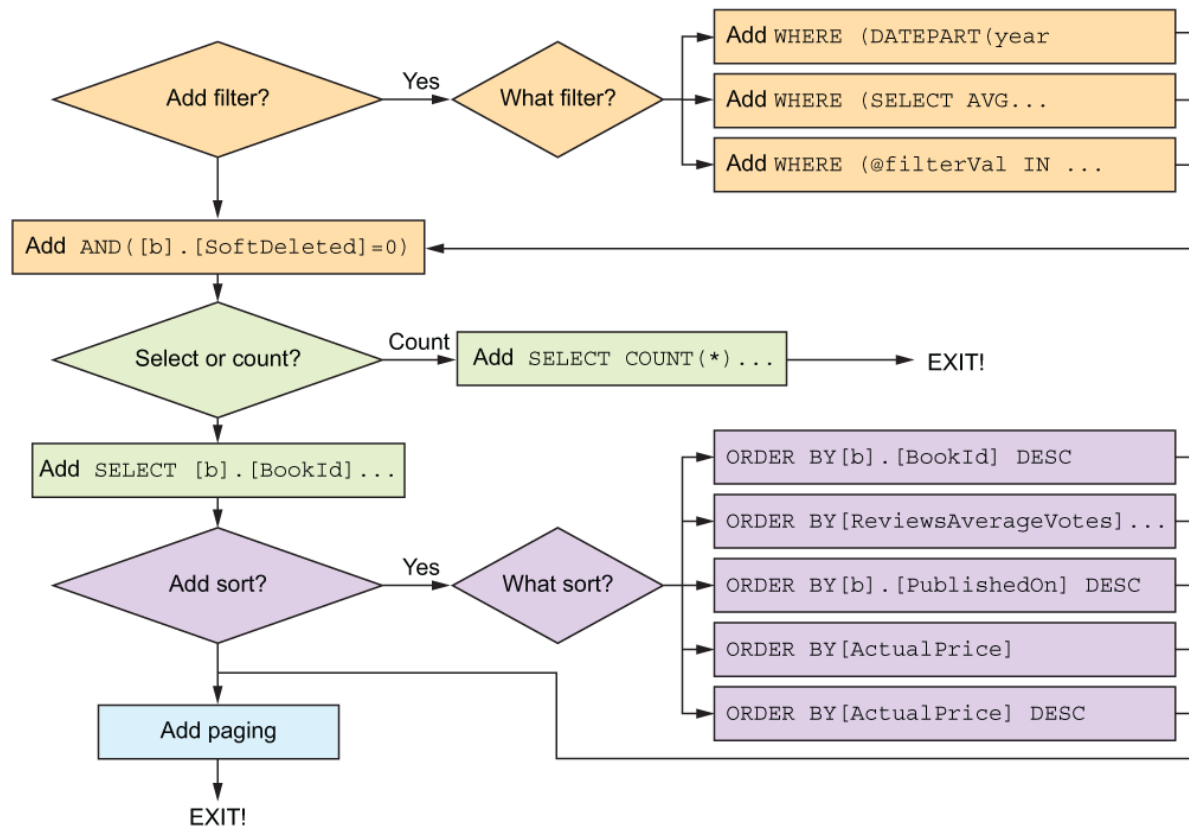 Add filter?
Yes
What filter?
Add WHERE (DATEPART(year
Add WHERE (SELECT AVG...
Add WHERE (@filterVal IN ...
Add AND([b].[SoftDeleted]=0)
Select or count?
Count
Add SELECT COUNT(*)...
EXIT!
Add SELECT [b].[BookId]...
Add sort?
Yes
What sort?
ORDER BY[b].[BookId] DESC
ORDER BY[ReviewsAverageVotes]...
ORDER BY[b].[PublishedOn] DESC
ORDER BY[ActualPrice]
ORDER BY[ActualPrice] DESC
Add paging
EXIT!